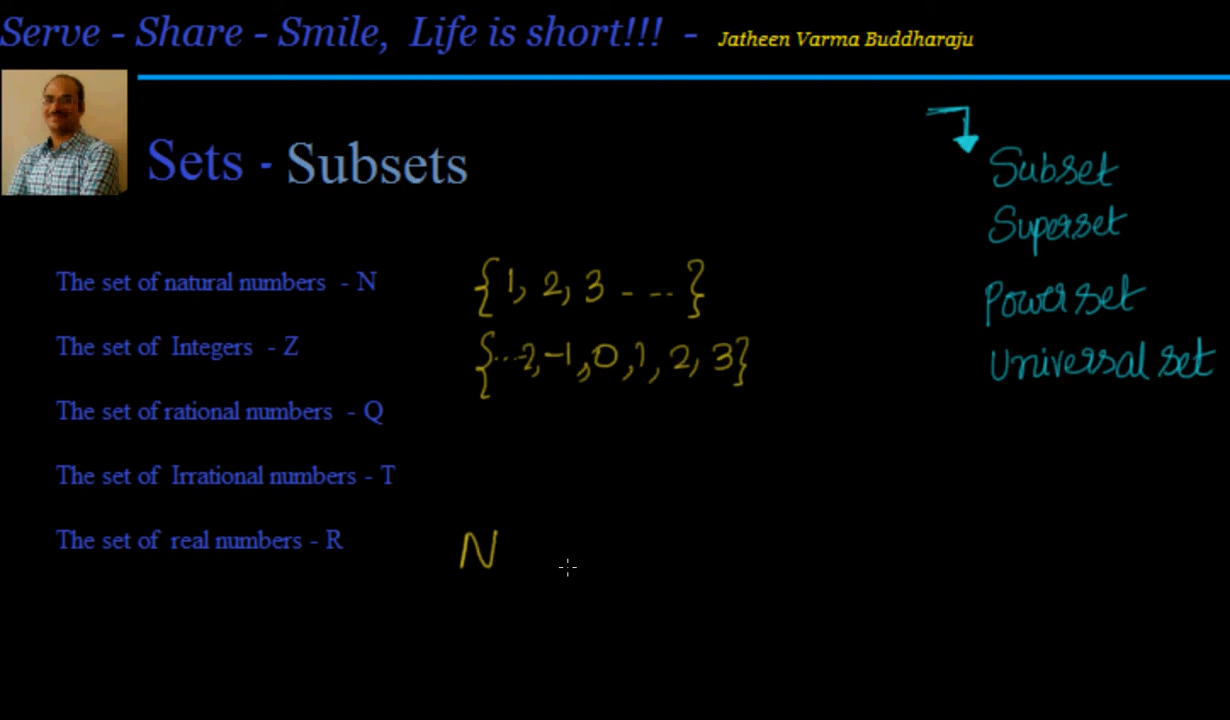 Serve - Share - Smile, Life is short!!! - Jatheen Varma Buddharaju
Sets - Subsets
Subset
Superset
Power set
Universal set
The set of natural numbers - N {1, 2, 3 - -- }
The set of Integers - Z {...-2, -1, 0, 1, 2, 3}
The set of rational numbers - Q
The set of Irrational numbers - T
The set of real numbers - R N